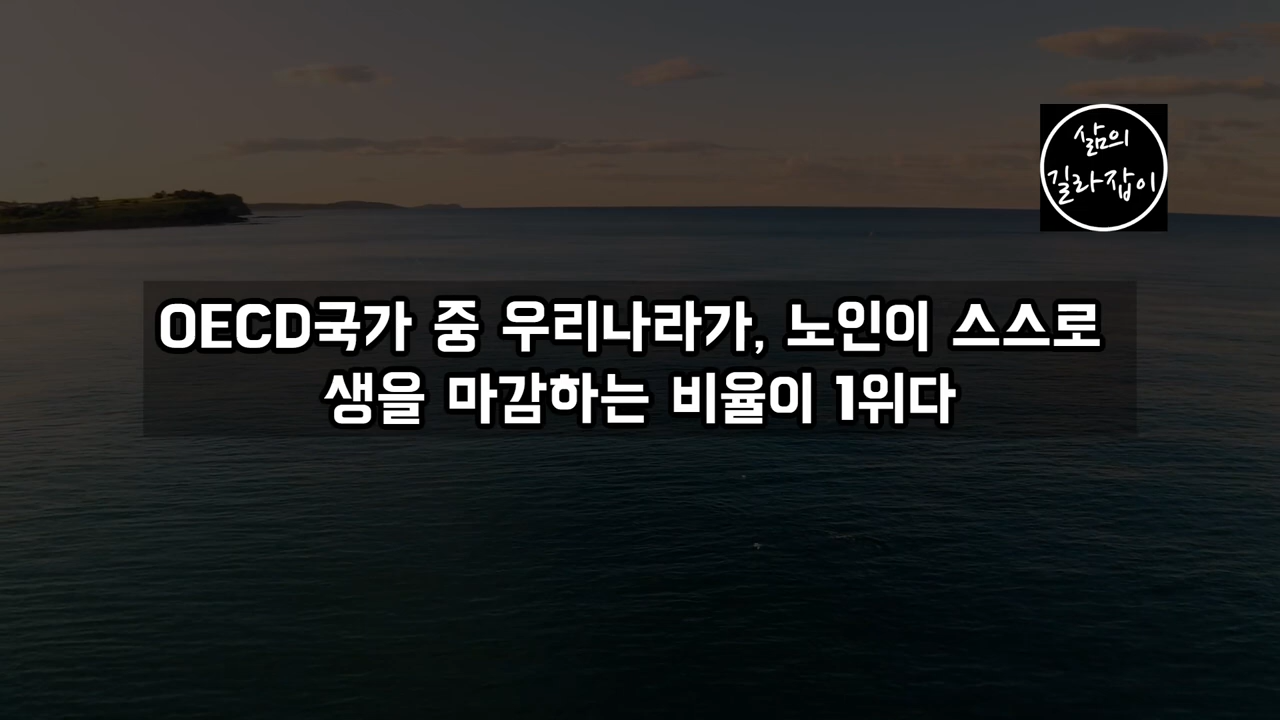 삶의
길라잡이
OECD국가 중 우리나라가, 노인이 스스로
생을 마감하는 비율이 1위다